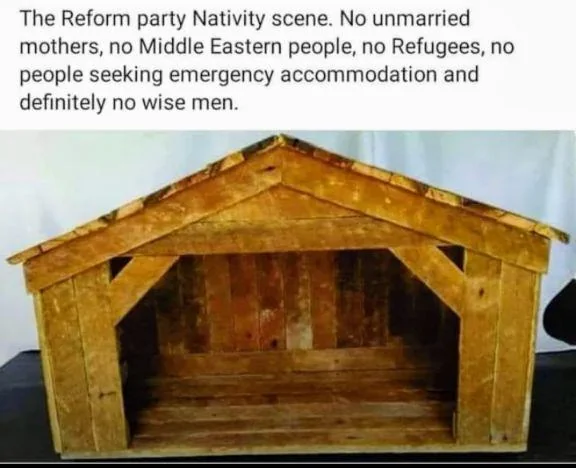 The Reform party Nativity scene. No unmarried
mothers, no Middle Eastern people, no Refugees, no
people seeking emergency accommodation and
definitely no wise men.